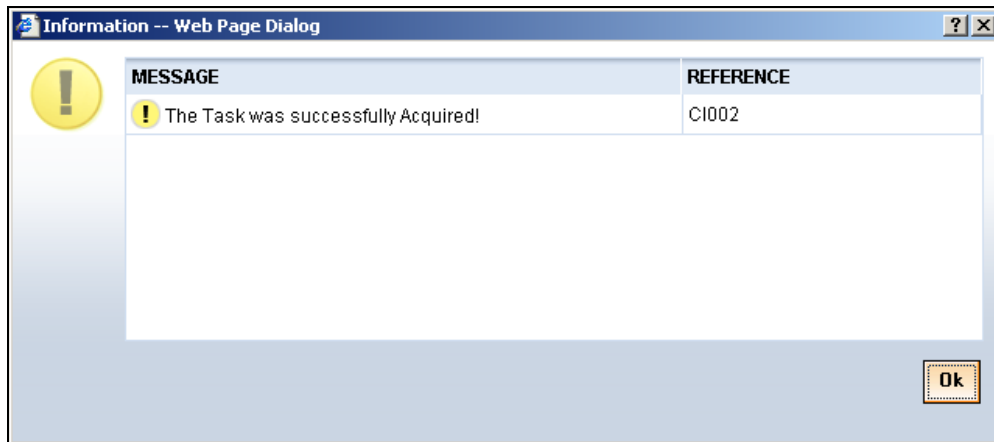 Information -- Web Page Dialog
MESSAGE REFERENCE
The Task was successfully Acquired! CI002
Ok